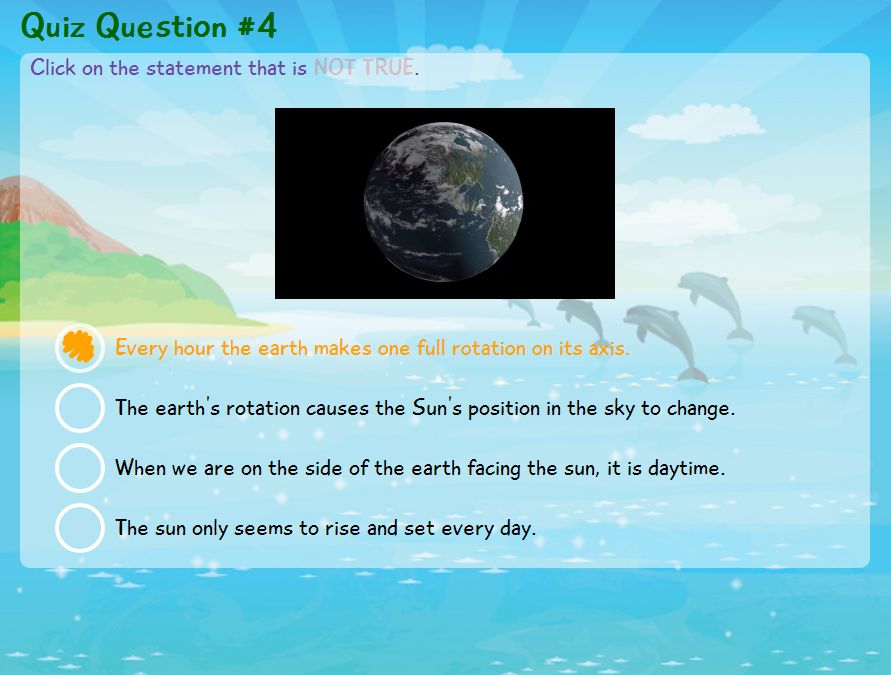 Quiz Question #4
Click on the statement that is NOT TRUE.
Every hour the earth makes one full rotation on its axis.
The earth's rotation causes the Sun's position in the sky to change.
When we are on the side of the earth facing the sun, it is daytime.
The sun only seems to rise and set every day.